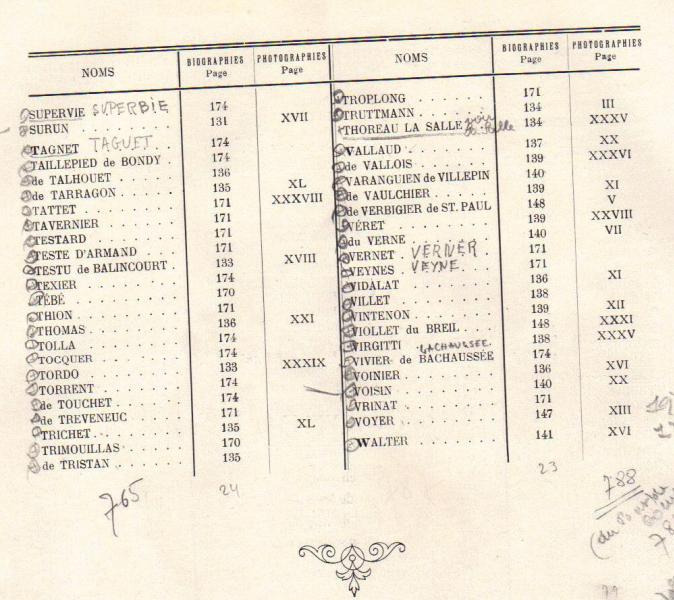 NOMS BIOGRAPHIES Page PHOTOGRAPHIES Page
SUPERVIE SUPERBIE 174
SURUN . . . . . . . . 131 XVII
TAGNET TAGUET . 174
TAILLEPIED de BONDY . 174
de TALHOUET . . . . . 136
de TARRAGON . . . . . 135 XL
TATTET . . . . . . . . 171 XXXVIII
TAVERNIER . . . . . . 171
TESTARD . . . . . . . 171
TESTE D'ARMAND . . . 171
TESTU de BALINCOURT . 133 XVIII
TEXIER . . . . . . . . 174
TÉBÉ . . . . . . . . . 170
THION . . . . . . . . 171
THOMAS . . . . . . . 136 XXI
TOLLA . . . . . . . . 174
TOCQUER . . . . . . . 174
TORDO . . . . . . . . 133 XXXIX
TORRENT . . . . . . . 174
de TOUCHET . . . . . . 174
de TREVENEUC . . . . . 171
TRICHET . . . . . . . 135 XL
TRIMOUILLAS . . . . . 170
de TRISTAN . . . . . . 135
765 24
NOMS BIOGRAPHIES Page PHOTOGRAPHIES Page
TROPLONG . . . . . . 171
TRUTTMANN . . . . . 134 III
THOREAU LA SALLE 134 XXXV
VALLAUD . . . . . . . 137 XX
de VALLOIS . . . . . . 139 XXXVI
VARANGUIEN de VILLEPIN 140
de VAULCHIER . . . . . 139 XI
de VERBIGIER de ST. PAUL 148 V
VÉRET . . . . . . . . 139 XXVIII
du VERNE . . . . . . . 140 VII
VERNET . VERNER 171
VEYNES . VEYNE. 171
VIDALAT . . . . . . . 136 XI
VILLET . . . . . . . . 138
VINTENON . . . . . . 139 XII
VIOLLET du BREIL . . . 148 XXXI
VIRGITTI . . . . . . . 138 XXXV
LACHAUSSEE
VIVIER de BACHAUSSÉE 174
VOINIER . . . . . . . 136 XVI
VOISIN . . . . . . . . 140 XX
VRINAT . . . . . . . . 171
VOYER . . . . . . . . 147 XIII
WALTER . . . . . . . 141 XVI
23 788